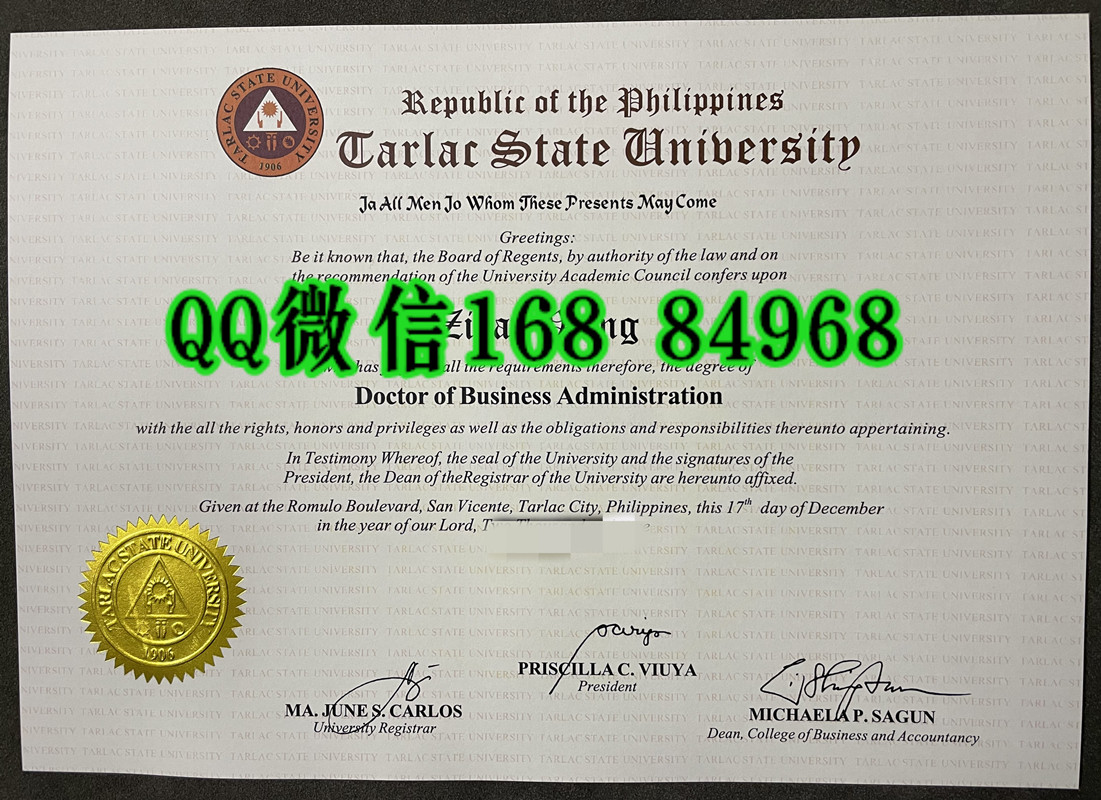 TARLAC STATE UNIVERSITY
1906
Republic of the Philippines
Tarlac State University
Ja All Men Jo Whom These Presents May Come
Greetings:
Be it known that, the Board of Regents, by authority of the law and on
the recommendation of the University Academic Council confers upon
QQ微信168 84968
all the requirements therefore, the degree of
Doctor of Business Administration
with the all the rights, honors and privileges as well as the obligations and responsibilities thereunto appertaining.
In Testimony Whereof, the seal of the University and the signatures of the
President, the Dean of theRegistrar of the University are hereunto affixed.
Given at the Romulo Boulevard, San Vicente, Tarlac City, Philippines, this 17th day of December
in the year of our Lord,
TARLAC STATE UNIVERSITY
1906
PRISCILLA C. VIUYA
President
MA. JUNE S. CARLOS
University Registrar
MICHAELA P. SAGUN
Dean, College of Business and Accountancy